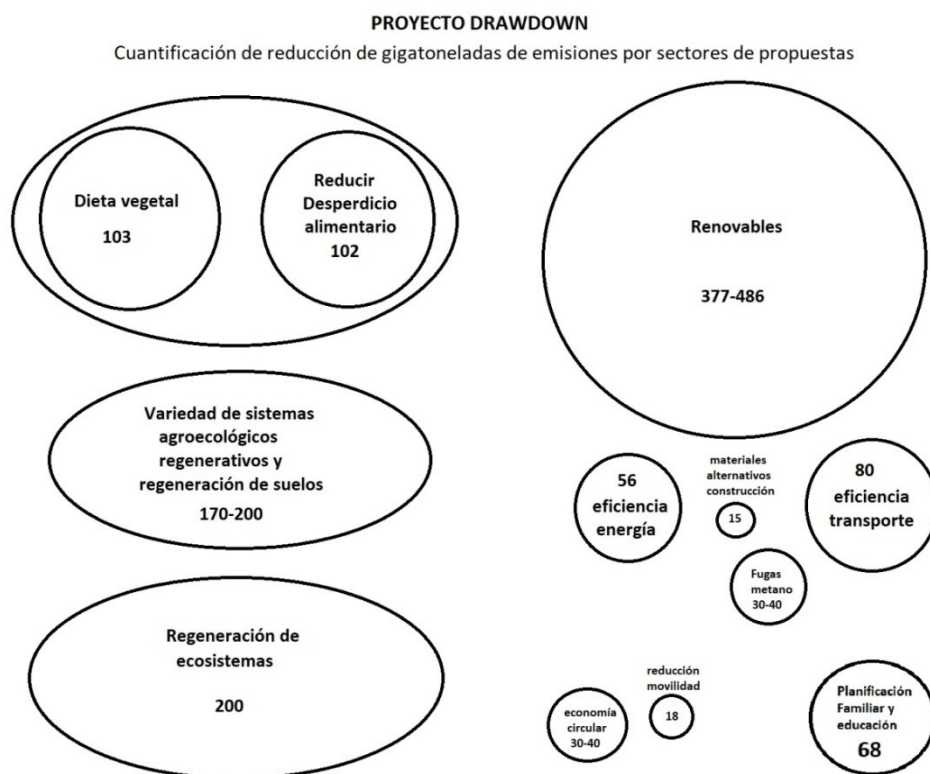 PROYECTO DRAWDOWN
Cuantificación de reducción de gigatoneladas de emisiones por sectores de propuestas
Dieta vegetal
103
Reducir
Desperdicio
alimentario
102
Renovables
377-486
Variedad de sistemas
agroecológicos
regenerativos y
regeneración de suelos
170-200
56
eficiencia
energía
materiales
alternativos
construcción
15
80
eficiencia
transporte
Fugas
metano
30-40
Regeneración de
ecosistemas
200
economía
circular
30-40
reducción
movilidad
18
Planificación
Familiar y
educación
68